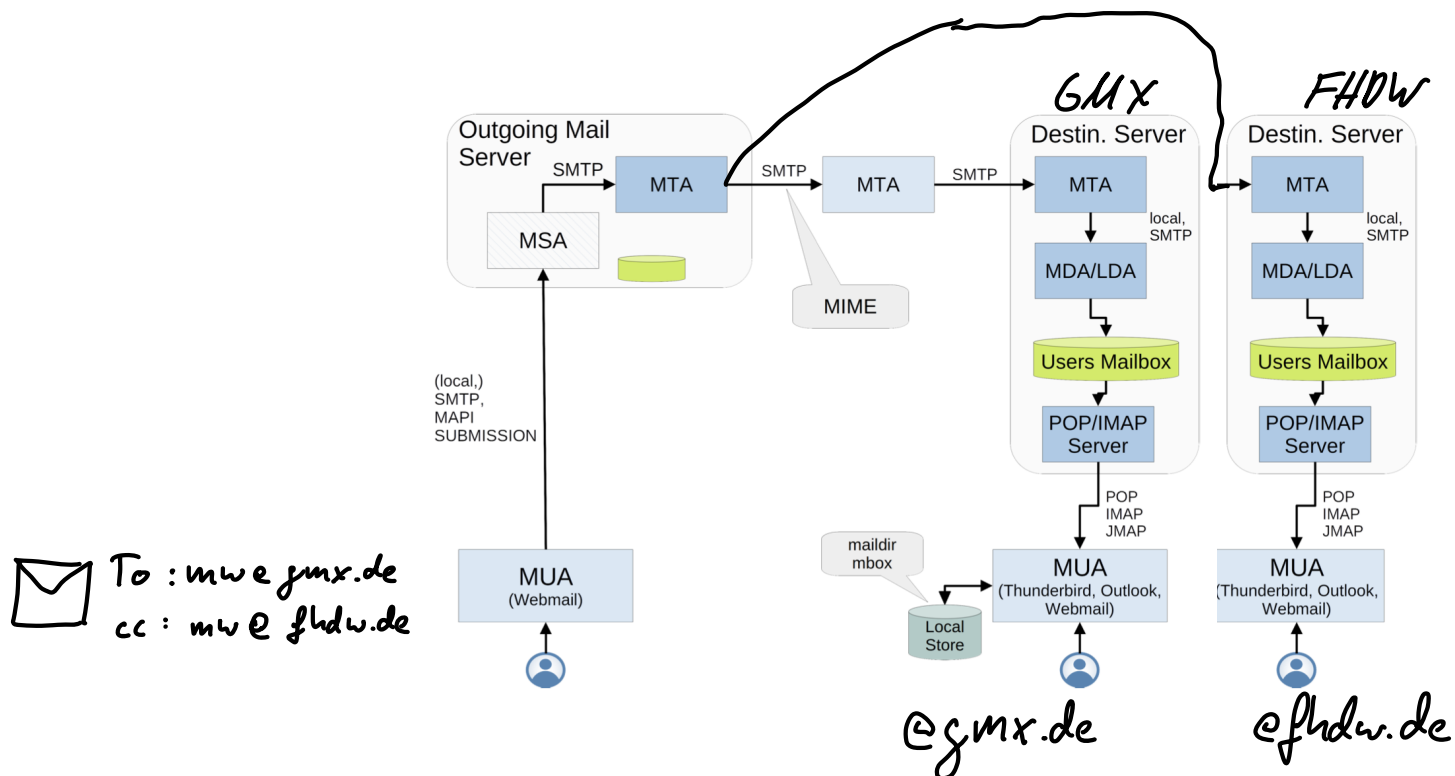 GMX
FHDW
Outgoing Mail
Server
SMTP
MTA
MSA
SMTP
MTA
SMTP
MIME
Destin. Server
MTA
local,
SMTP
MDA/LDA
Users Mailbox
POP/IMAP
Server
POP
IMAP
JMAP
Destin. Server
MTA
local,
SMTP
MDA/LDA
Users Mailbox
POP/IMAP
Server
POP
IMAP
JMAP
(local,)
SMTP,
MAPI
SUBMISSION
To : mw@gmx.de
cc : mw@fhdw.de
MUA
(Webmail)
maildir
mbox
Local
Store
MUA
(Thunderbird, Outlook,
Webmail)
MUA
(Thunderbird, Outlook,
Webmail)
@gmx.de
@fhdw.de